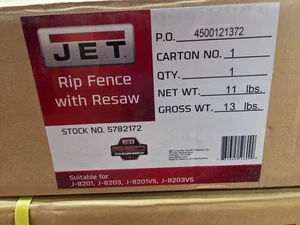 JET
Rip Fence
with Resaw
STOCK NO. 5782172
Suitable for
J-8201, J-8203, J-8201VS, J-8203VS
P.O. 4500121372
CARTON NO. 1
QTY. 1
NET WT: 11 lbs.
GROSS WT. 13 lbs.